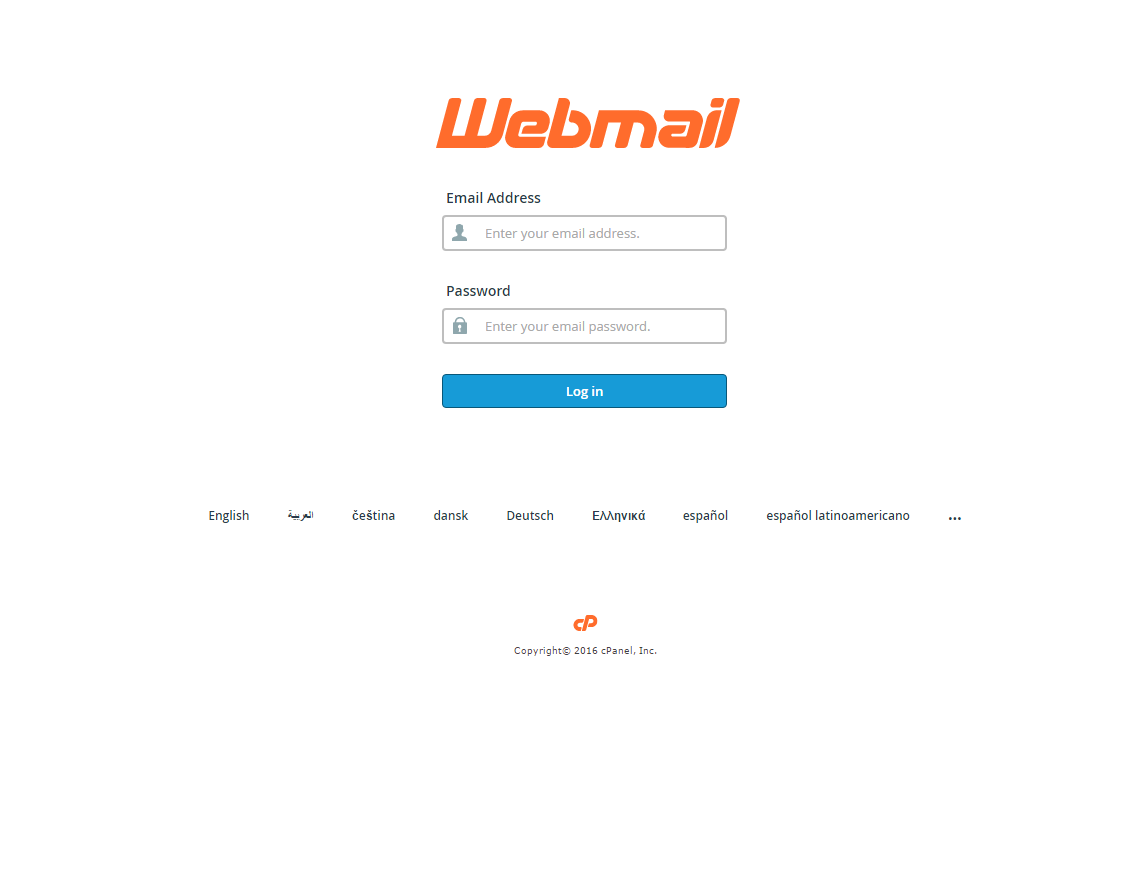 Webmail
Email Address
Enter your email address.
Password
Enter your email password.
Log in
English العربية čeština dansk Deutsch Ελληνικά español español latinoamericano ...
cP
Copyright© 2016 cPanel, Inc.